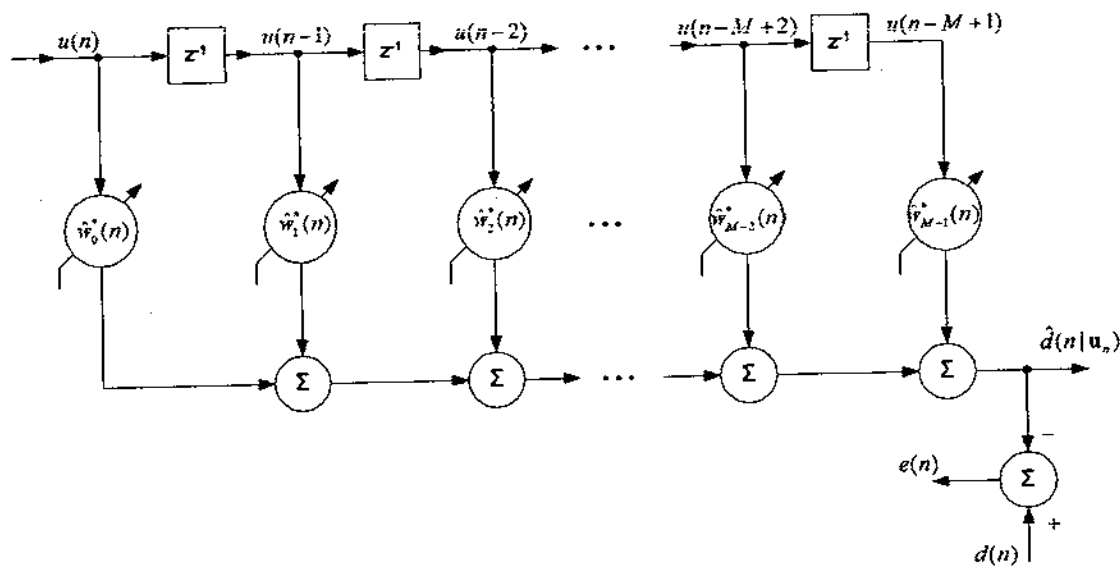 u(n) z⁻¹ u(n−1) z⁻¹ u(n−2) ··· u(n−M+2) z⁻¹ u(n−M+1)
ŵ₀*(n) ŵ₁*(n) ŵ₂*(n) ··· ŵ*_{M−2}(n) ŵ*_{M−1}(n)
d̂(n|𝐮ₙ)
Σ Σ ··· Σ Σ
−
e(n) Σ
+
d(n)